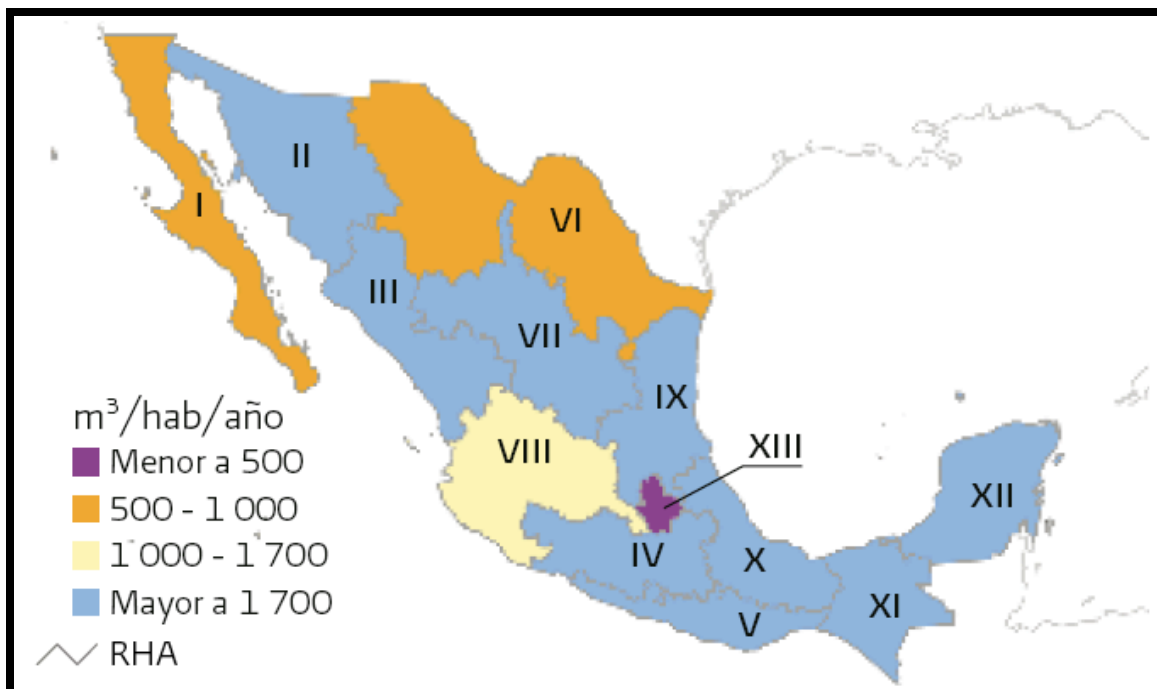 II
I
VI
III
VII
IX
m³/hab/año
VIII
XIII
Menor a 500
XII
500 - 1 000
1 000 - 1 700
IV
X
Mayor a 1 700
XI
V
RHA